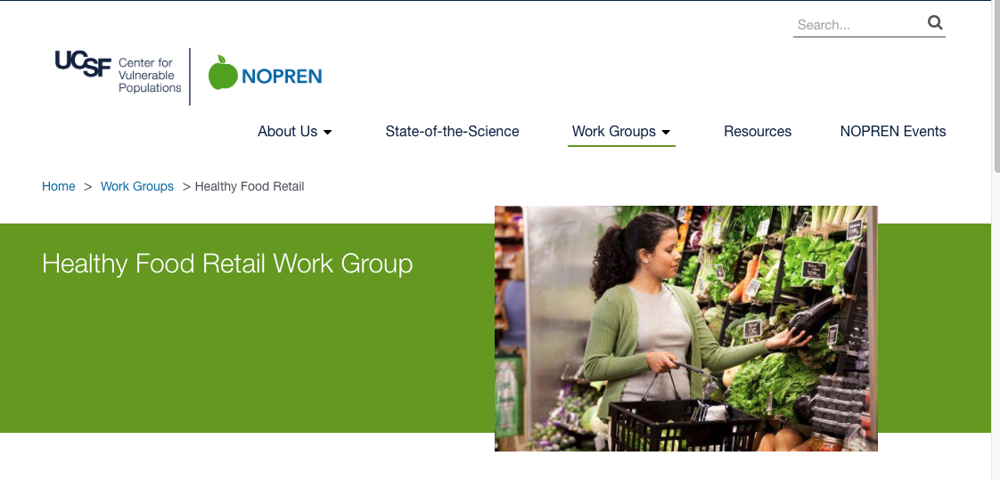 Search...
UCSF
Center for
Vulnerable
Populations
NOPREN
About Us
State-of-the-Science
Work Groups
Resources
NOPREN Events
Home > Work Groups > Healthy Food Retail
Healthy Food Retail Work Group